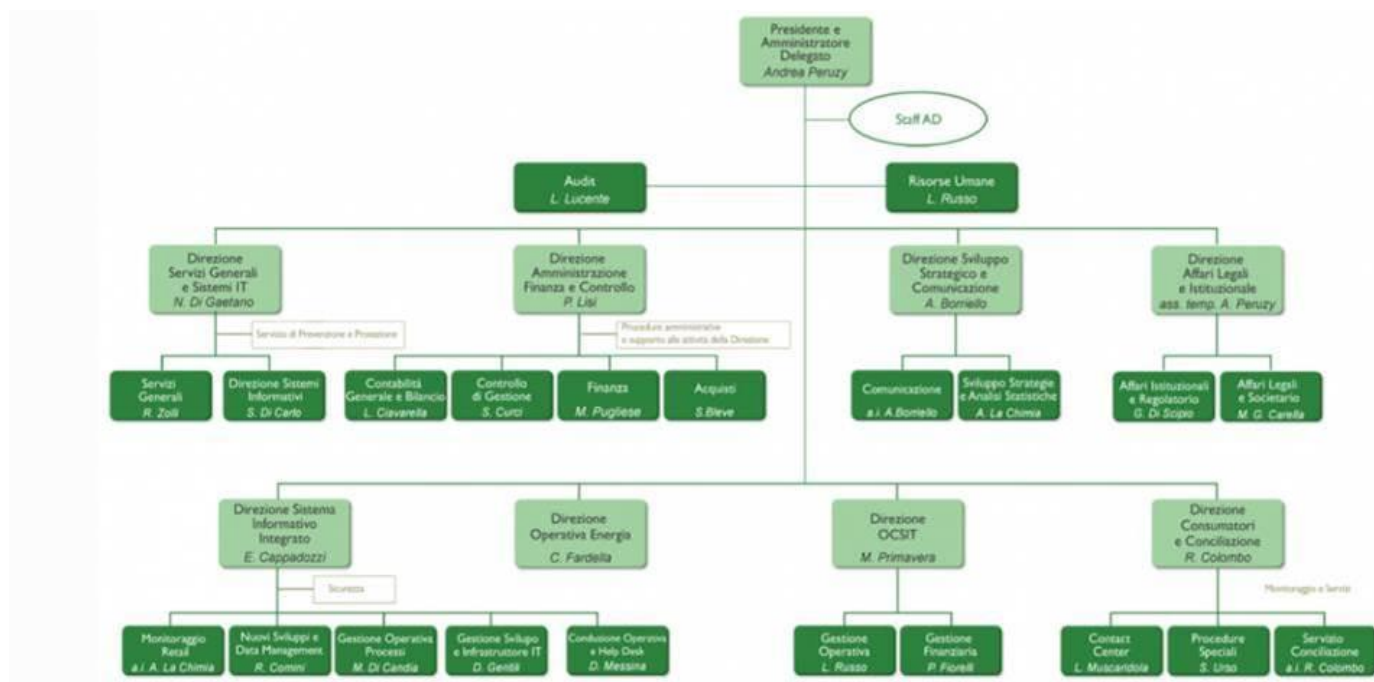 Presidente e
Amministratore
Delegato
Andrea Peruzy
Staff AD
Audit
L. Lucente
Risorse Umane
L. Russo
Direzione
Servizi Generali
e Sistemi IT
N. Di Gaetano
Direzione
Amministrazione
Finanza e Controllo
P. Lisi
Direzione Sviluppo
Strategico e
Comunicazione
A. Borriello
Direzione
Affari Legali
e Istituzionale
ass. temp. A. Peruzy
Servizio di Prevenzione e Protezione
Procedure amministrative
e supporto alle attività della Direzione
Servizi
Generali
R. Zolli
Direzione Sistemi
Informativi
S. Di Carlo
Contabilità
Generale e Bilancio
L. Ciavarella
Controllo
di Gestione
S. Curci
Finanza
M. Pugliese
Acquisti
S.Bleve
Comunicazione
a.i. A.Borriello
Sviluppo Strategie
e Analisi Statistiche
A. La Chimia
Affari Istituzionali
e Regolatorio
G. Di Scipio
Affari Legali
e Societario
M. G. Carella
Direzione Sistema
Informativo
Integrato
E. Cappadozzi
Direzione
Operativa Energia
C. Fardella
Direzione
OCSIT
M. Primavera
Direzione
Consumatori
e Conciliazione
R. Colombo
Sicurezza
Monitoraggio e Servizi
Monitoraggio
Retail
a.i. A. La Chimia
Nuovi Sviluppi e
Data Management
R. Comini
Gestione Operativa
Processi
M. Di Candia
Gestione Svilupo
e Infrastruttore IT
D. Gentili
Conduzione Operativa
e Help Desk
D. Messina
Gestione
Operativa
L. Russo
Gestione
Finanziaria
P. Fiorelli
Contact
Center
L. Muscaridola
Procedure
Speciali
S. Urso
Servizio
Conciliazione
a.i. R. Colombo